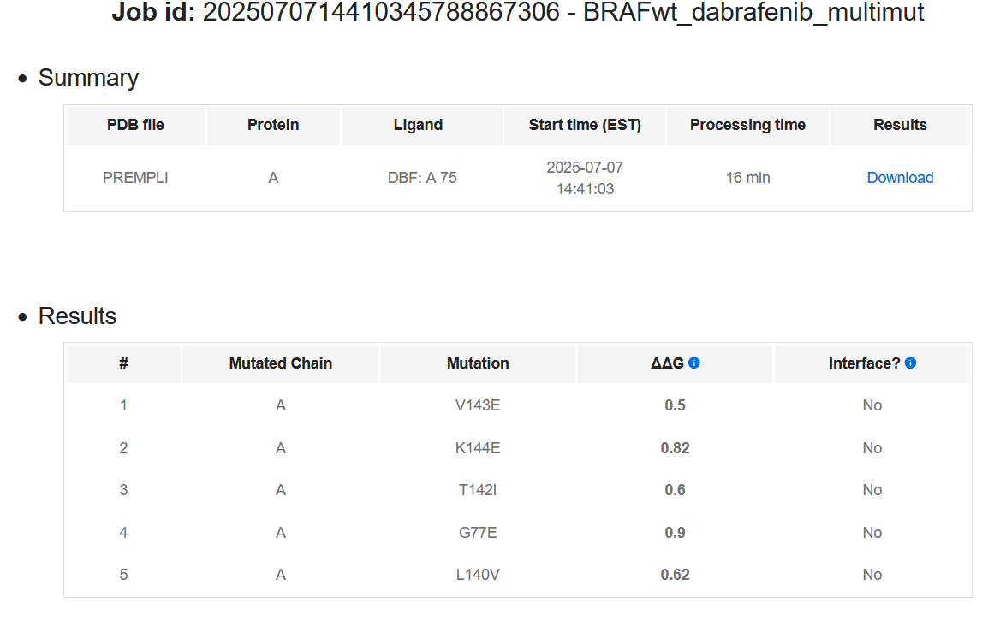 Job id: 2025070714410345788867306 - BRAFwt_dabrafenib_multimut
Summary
PDB file Protein Ligand Start time (EST) Processing time Results
PREMPLI A DBF: A 75 2025-07-07 14:41:03 16 min Download
Results
# Mutated Chain Mutation ΔΔG i Interface? i
1 A V143E 0.5 No
2 A K144E 0.82 No
3 A T142I 0.6 No
4 A G77E 0.9 No
5 A L140V 0.62 No